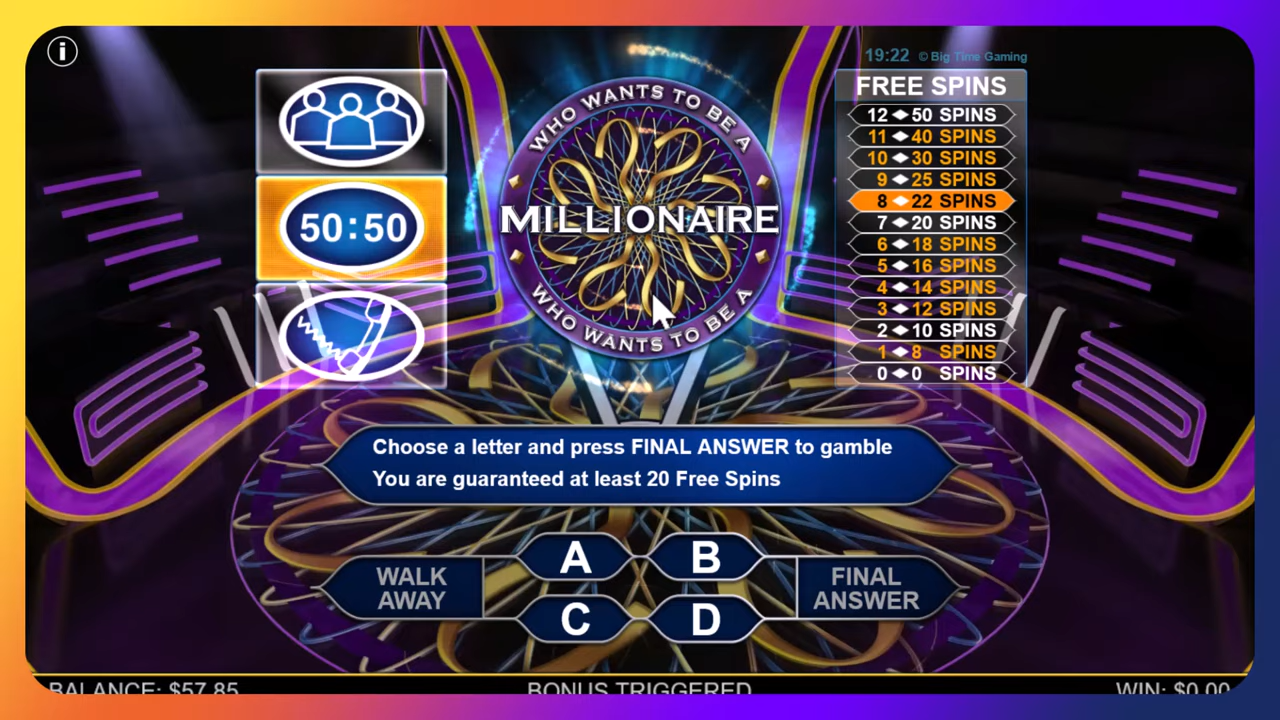 i
19:22 © Big Time Gaming
50:50
WHO WANTS TO BE A
MILLIONAIRE
WHO WANTS TO BE A
FREE SPINS
12 50 SPINS
11 40 SPINS
10 30 SPINS
9 25 SPINS
8 22 SPINS
7 20 SPINS
6 18 SPINS
5 16 SPINS
4 14 SPINS
3 12 SPINS
2 10 SPINS
1 8 SPINS
0 0 SPINS
Choose a letter and press FINAL ANSWER to gamble
You are guaranteed at least 20 Free Spins
WALK
AWAY
A
B
C
D
FINAL
ANSWER
BALANCE: $57.85
BONUS TRIGGERED
WIN: $0.00